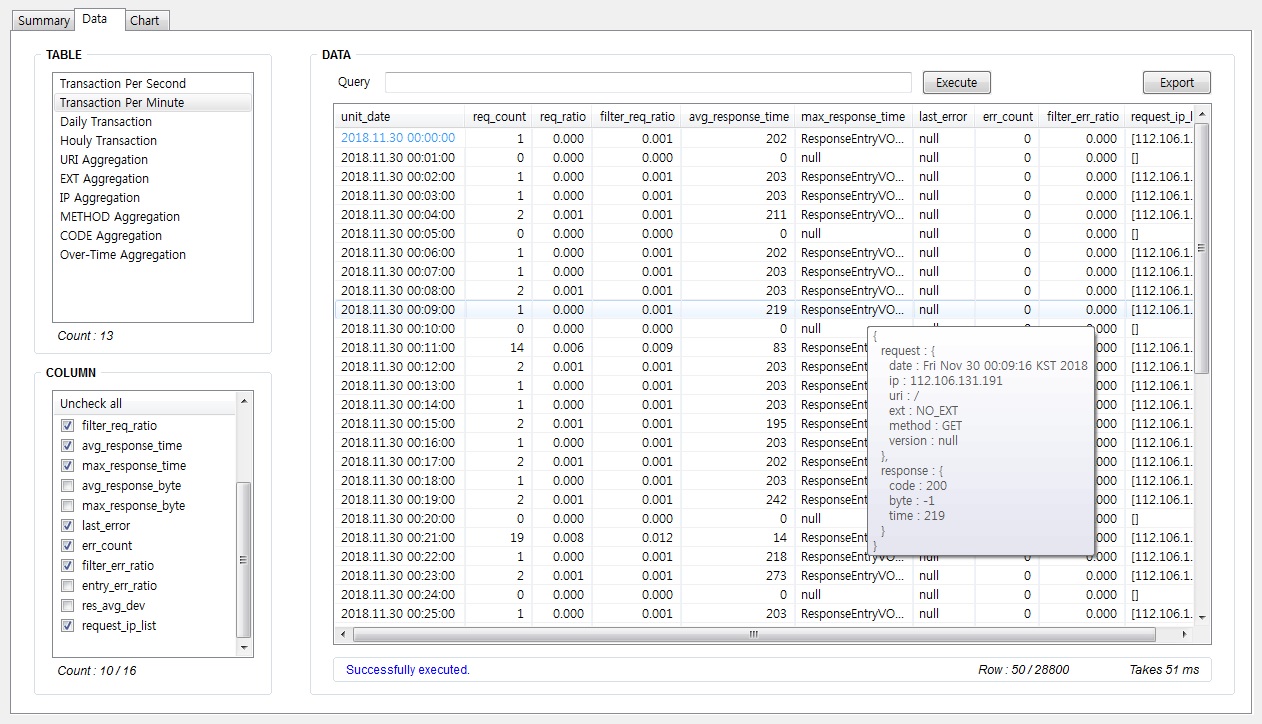 Summary Data Chart
TABLE
Transaction Per Second
Transaction Per Minute
Daily Transaction
Houly Transaction
URI Aggregation
EXT Aggregation
IP Aggregation
METHOD Aggregation
CODE Aggregation
Over-Time Aggregation
Count : 13
COLUMN
Uncheck all
filter_req_ratio
avg_response_time
max_response_time
avg_response_byte
max_response_byte
last_error
err_count
filter_err_ratio
entry_err_ratio
res_avg_dev
request_ip_list
Count : 10 / 16
DATA
Query Execute Export
unit_date req_count req_ratio filter_req_ratio avg_response_time max_response_time last_error err_count filter_err_ratio request_ip_l
2018.11.30 00:00:00 1 0.000 0.001 202 ResponseEntryVO... null 0 0.000 [112.106.1.
2018.11.30 00:01:00 0 0.000 0.000 0 null null 0 0.000 []
2018.11.30 00:02:00 1 0.000 0.001 203 ResponseEntryVO... null 0 0.000 [112.106.1.
2018.11.30 00:03:00 1 0.000 0.001 203 ResponseEntryVO... null 0 0.000 [112.106.1.
2018.11.30 00:04:00 2 0.001 0.001 211 ResponseEntryVO... null 0 0.000 [112.106.1.
2018.11.30 00:05:00 0 0.000 0.000 0 null null 0 0.000 []
2018.11.30 00:06:00 1 0.000 0.001 202 ResponseEntryVO... null 0 0.000 [112.106.1.
2018.11.30 00:07:00 1 0.000 0.001 203 ResponseEntryVO... null 0 0.000 [112.106.1.
2018.11.30 00:08:00 2 0.001 0.001 203 ResponseEntryVO... null 0 0.000 [112.106.1.
2018.11.30 00:09:00 1 0.000 0.001 219 ResponseEntryVO... null 0 0.000 [112.106.1.
2018.11.30 00:10:00 0 0.000 0.000 0 null .000 []
2018.11.30 00:11:00 14 0.006 0.009 83 ResponseEnt .000 [112.106.1.
2018.11.30 00:12:00 2 0.001 0.001 203 ResponseEnt .000 [112.106.1.
2018.11.30 00:13:00 1 0.000 0.001 203 ResponseEnt .000 [112.106.1.
2018.11.30 00:14:00 1 0.000 0.001 203 ResponseEnt .000 [112.106.1.
2018.11.30 00:15:00 2 0.001 0.001 195 ResponseEnt .000 [112.106.1.
2018.11.30 00:16:00 1 0.000 0.001 203 ResponseEnt .000 [112.106.1.
2018.11.30 00:17:00 2 0.001 0.001 202 ResponseEnt .000 [112.106.1.
2018.11.30 00:18:00 1 0.000 0.001 203 ResponseEnt .000 [112.106.1.
2018.11.30 00:19:00 2 0.001 0.001 242 ResponseEnt .000 [112.106.1.
2018.11.30 00:20:00 0 0.000 0.000 0 null .000 []
2018.11.30 00:21:00 19 0.008 0.012 14 ResponseEnt .000 [112.106.1.
2018.11.30 00:22:00 1 0.000 0.001 218 ResponseEntryVO... null 0 0.000 [112.106.1.
2018.11.30 00:23:00 2 0.001 0.001 273 ResponseEntryVO... null 0 0.000 [112.106.1.
2018.11.30 00:24:00 0 0.000 0.000 0 null null 0 0.000 []
2018.11.30 00:25:00 1 0.000 0.001 203 ResponseEntryVO... null 0 0.000 [112.106.1.
{
request : {
date : Fri Nov 30 00:09:16 KST 2018
ip : 112.106.131.191
uri : /
ext : NO_EXT
method : GET
version : null
},
response : {
code : 200
byte : -1
time : 219
}
}
Successfully executed. Row : 50 / 28800 Takes 51 ms